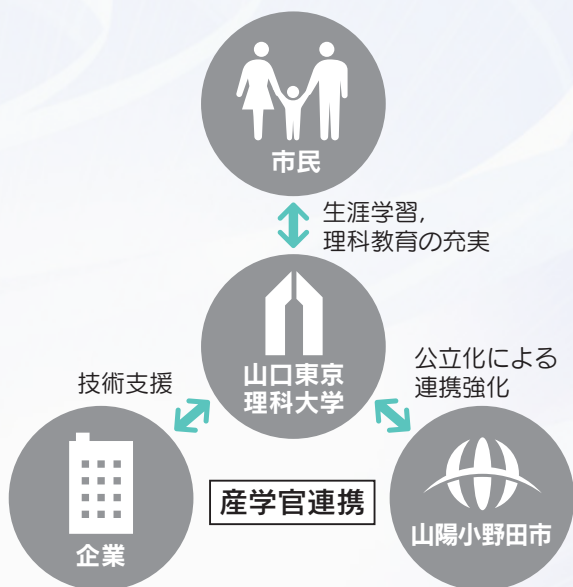 市民
生涯学習,
理科教育の充実
山口東京
理科大学
技術支援
公立化による
連携強化
産学官連携
企業
山陽小野田市